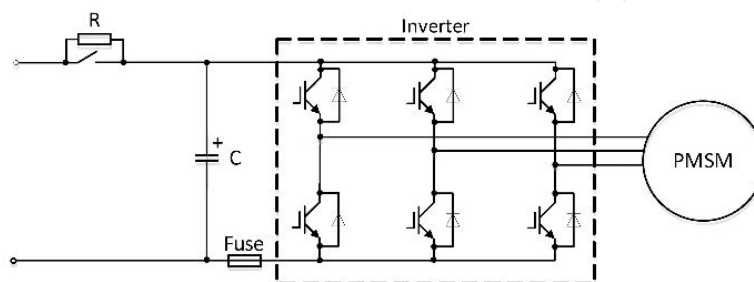 R
Inverter
+
C
PMSM
Fuse